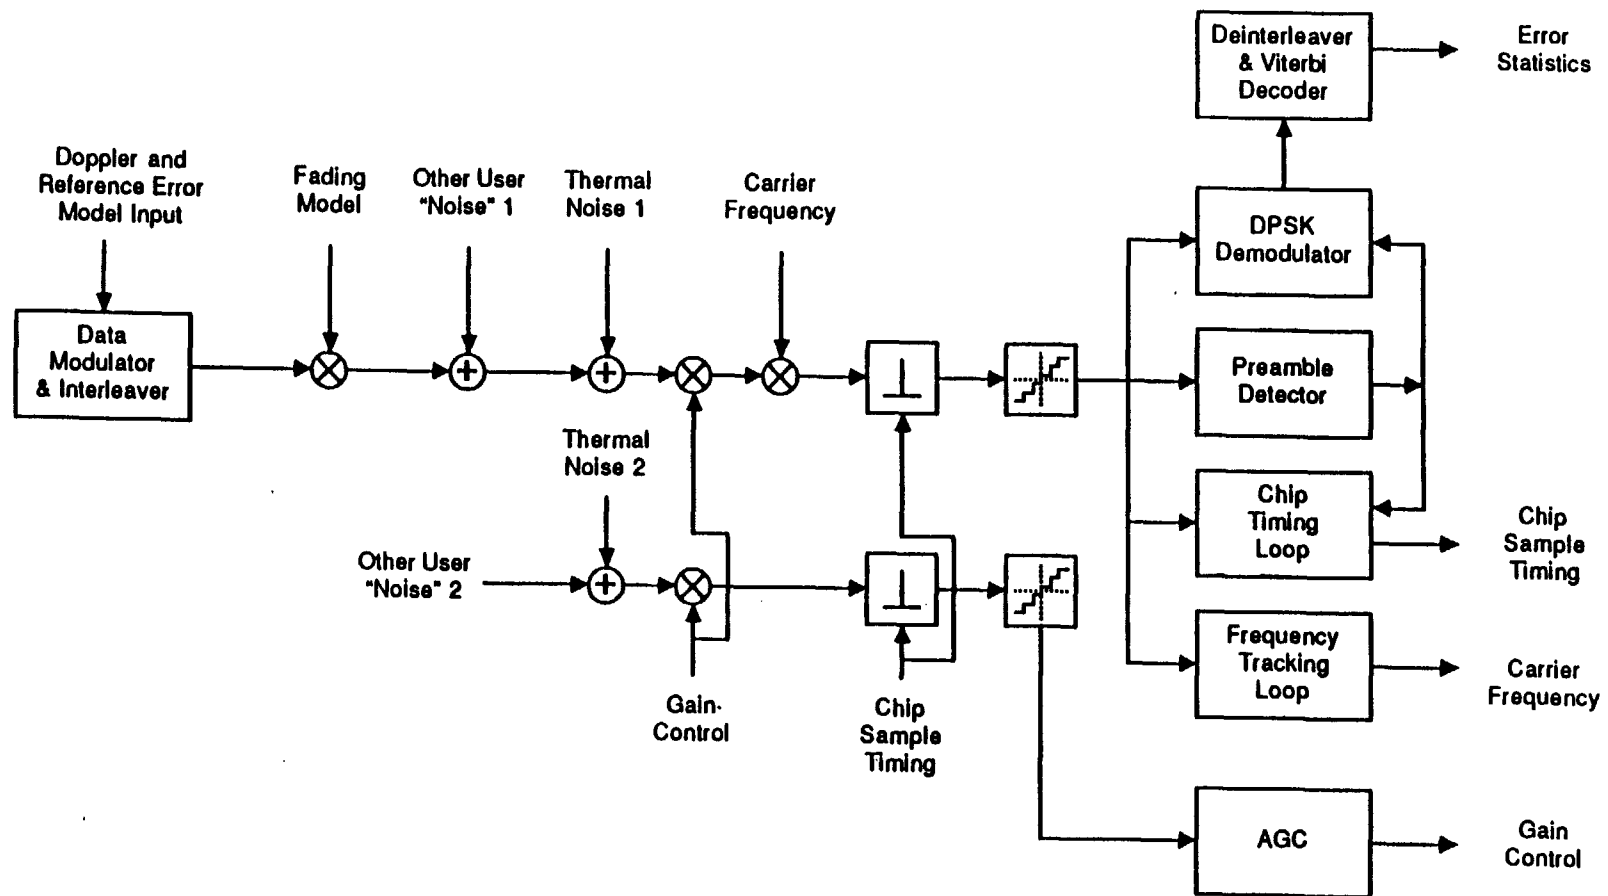 Deinterleaver
& Viterbi
Decoder
Error
Statistics
Doppler and
Reference Error
Model Input
Fading
Model
Other User
"Noise" 1
Thermal
Noise 1
Carrier
Frequency
DPSK
Demodulator
Data
Modulator
& Interleaver
Preamble
Detector
Thermal
Noise 2
Chip
Timing
Loop
Chip
Sample
Timing
Other User
"Noise" 2
Frequency
Tracking
Loop
Carrier
Frequency
Gain
Control
Chip
Sample
Timing
AGC
Gain
Control